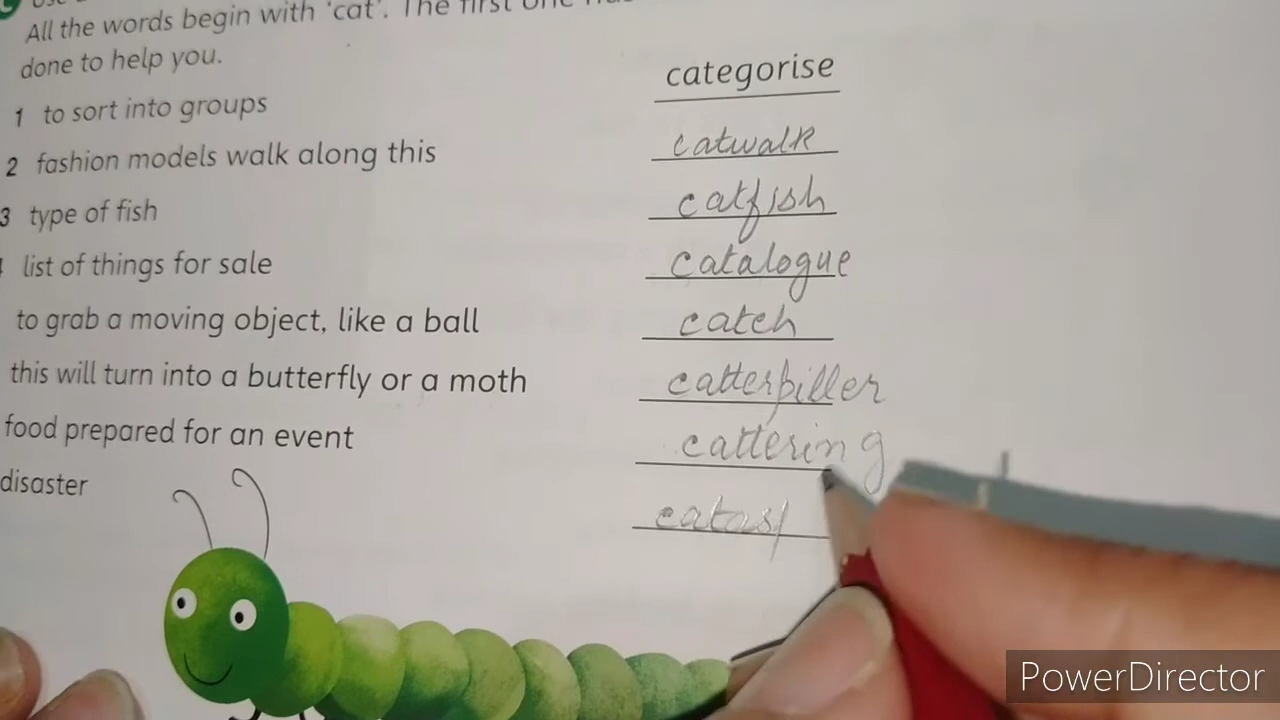 All the words begin with 'cat'. The first one
done to help you.
1 to sort into groups categorise
2 fashion models walk along this catwalk
3 type of fish catfish
list of things for sale catalogue
to grab a moving object, like a ball catch
this will turn into a butterfly or a moth catterpiller
food prepared for an event cattering
disaster
PowerDirector